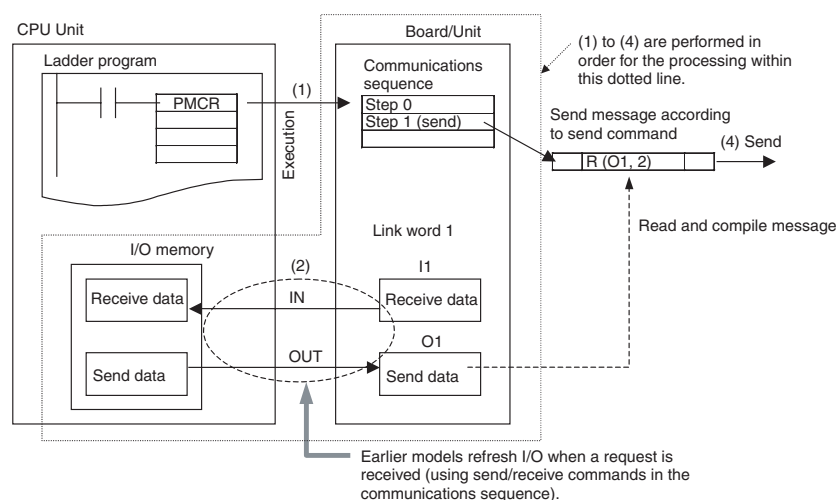 CPU Unit
Board/Unit
(1) to (4) are performed in
order for the processing within
this dotted line.
Ladder program
Communications
sequence
(1)
PMCR
Step 0
Step 1 (send)
Execution
Send message according
to send command
R (O1, 2)
(4) Send
Read and compile message
Link word 1
I/O memory
(2)
I1
Receive data
IN
Receive data
O1
OUT
Send data
Send data
Earlier models refresh I/O when a request is
received (using send/receive commands in the
communications sequence).